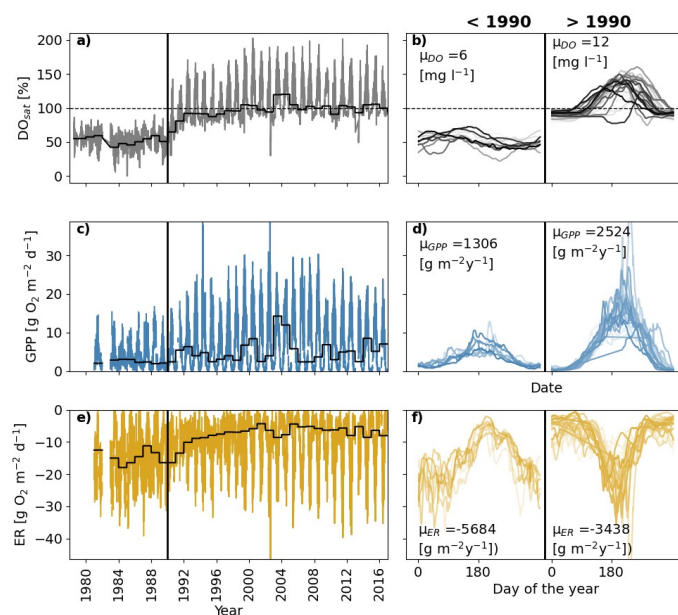 < 1990 > 1990
a)
200
150
100
50
0
DOsat [%]
b)
μDO =6
[mg l⁻¹]
μDO =12
[mg l⁻¹]
c)
30
20
10
0
GPP [g O₂ m⁻² d⁻¹]
d)
μGPP =1306
[g m⁻²y⁻¹]
μGPP =2524
[g m⁻²y⁻¹]
Date
e)
0
−10
−20
−30
−40
ER [g O₂ m⁻² d⁻¹]
1980 1984 1988 1992 1996 2000 2004 2008 2012 2016
Year
f)
μER =-5684
[g m⁻²y⁻¹])
μER =-3438
[g m⁻²y⁻¹])
0 180 0 180
Day of the year